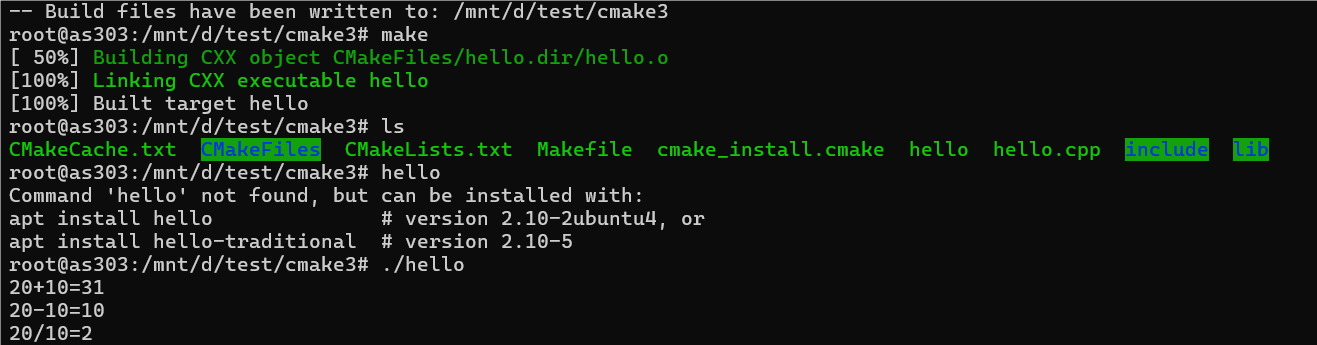 -- Build files have been written to: /mnt/d/test/cmake3
root@as303:/mnt/d/test/cmake3# make
[ 50%] Building CXX object CMakeFiles/hello.dir/hello.o
[100%] Linking CXX executable hello
[100%] Built target hello
root@as303:/mnt/d/test/cmake3# ls
CMakeCache.txt  CMakeFiles  CMakeLists.txt  Makefile  cmake_install.cmake  hello  hello.cpp  include  lib
root@as303:/mnt/d/test/cmake3# hello
Command 'hello' not found, but can be installed with:
apt install hello              # version 2.10-2ubuntu4, or
apt install hello-traditional  # version 2.10-5
root@as303:/mnt/d/test/cmake3# ./hello
20+10=31
20-10=10
20/10=2